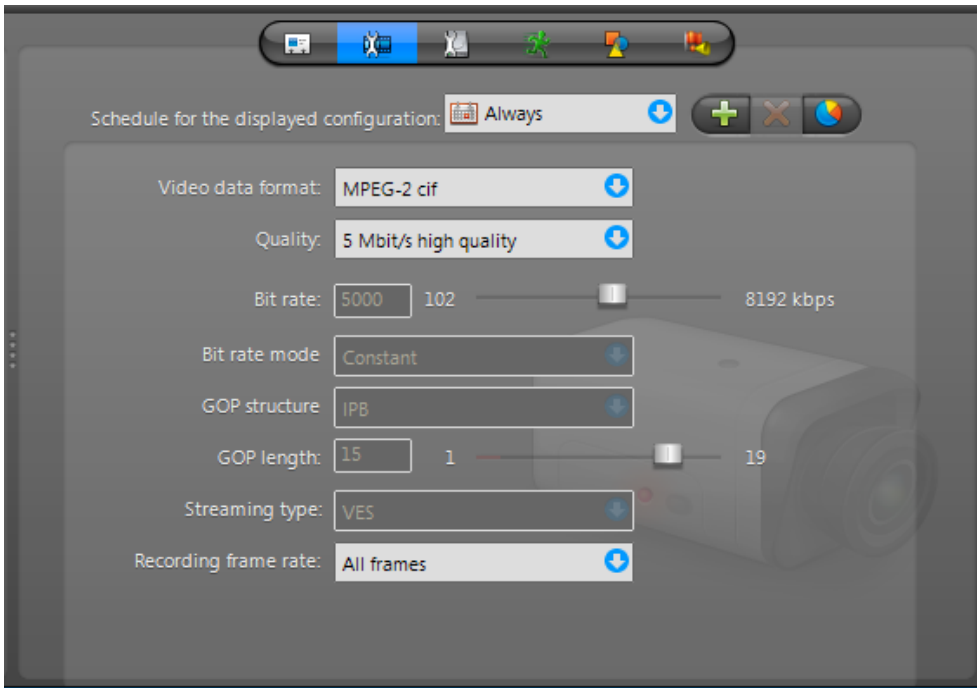 Schedule for the displayed configuration: Always
Video data format: MPEG-2 cif
Quality: 5 Mbit/s high quality
Bit rate: 5000 102 8192 kbps
Bit rate mode Constant
GOP structure IPB
GOP length: 15 1 19
Streaming type: VES
Recording frame rate: All frames